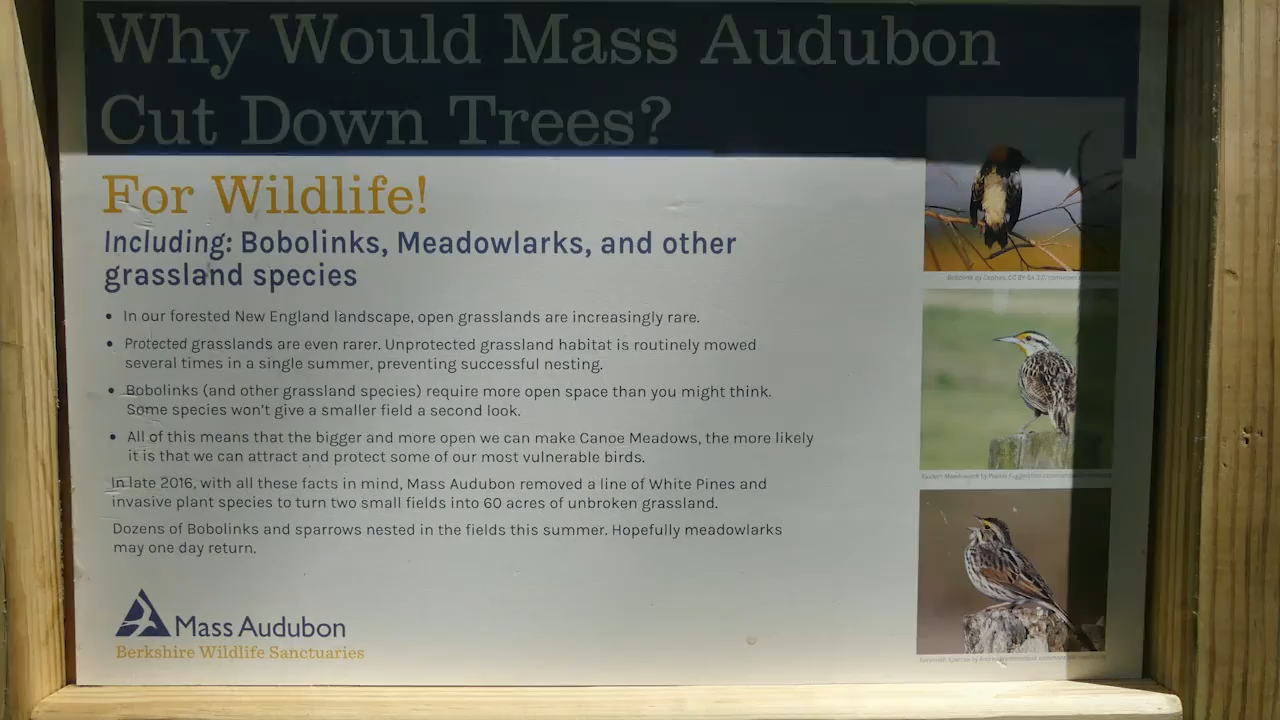 Why Would Mass Audubon
Cut Down Trees?
For Wildlife!
Including: Bobolinks, Meadowlarks, and other
grassland species
• In our forested New England landscape, open grasslands are increasingly rare.
• Protected grasslands are even rarer. Unprotected grassland habitat is routinely mowed
several times in a single summer, preventing successful nesting.
• Bobolinks (and other grassland species) require more open space than you might think.
Some species won't give a smaller field a second look.
• All of this means that the bigger and more open we can make Canoe Meadows, the more likely
it is that we can attract and protect some of our most vulnerable birds.
In late 2016, with all these facts in mind, Mass Audubon removed a line of White Pines and
invasive plant species to turn two small fields into 60 acres of unbroken grassland.
Dozens of Bobolinks and sparrows nested in the fields this summer. Hopefully meadowlarks
may one day return.
Mass Audubon
Berkshire Wildlife Sanctuaries